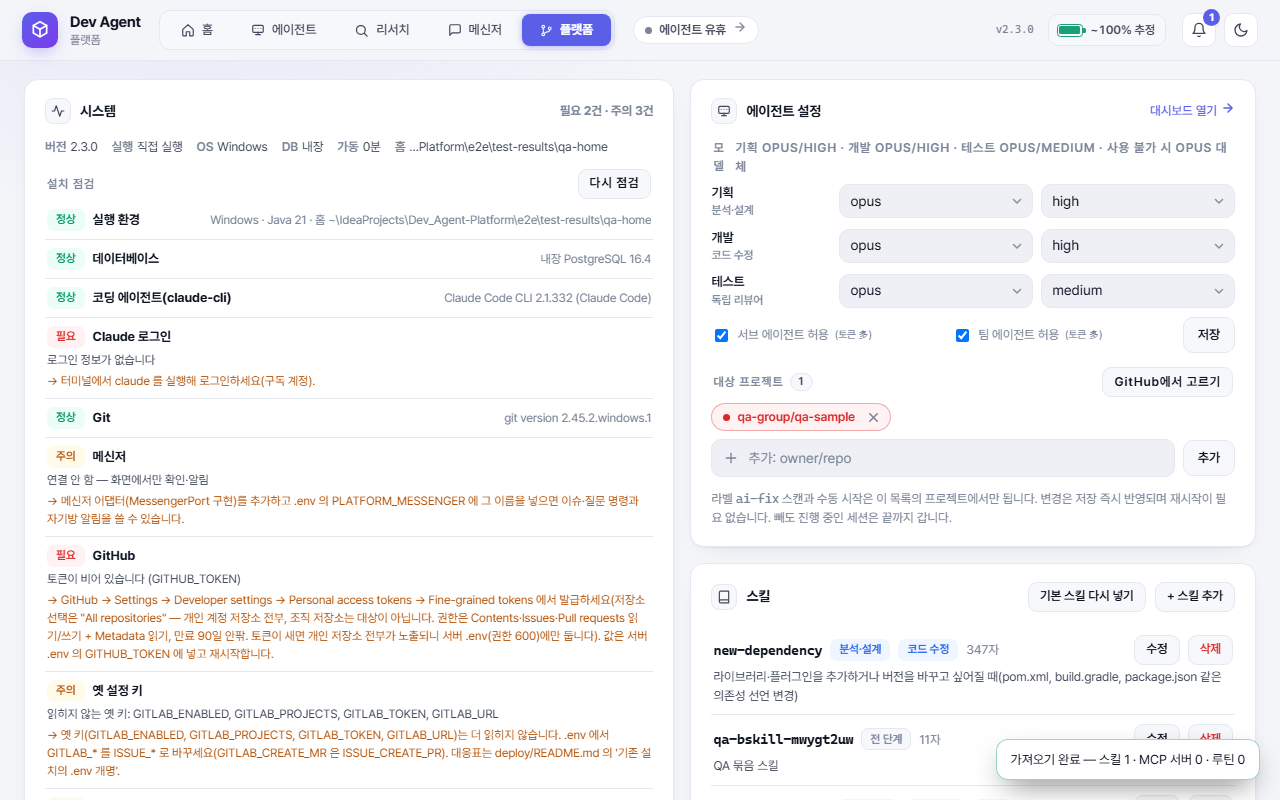 Dev Agent
플랫폼
홈
에이전트
리서치
메신저
플랫폼
에이전트 유휴 →
v2.3.0
~100% 추정
1
시스템
필요 2건 · 주의 3건
버전 2.3.0 실행 직접 실행 OS Windows DB 내장 가동 0분 홈 …Platform\e2e\test-results\qa-home
설치 점검
다시 점검
정상 실행 환경 Windows · Java 21 · 홈 ~\IdeaProjects\Dev_Agent-Platform\e2e\test-results\qa-home
정상 데이터베이스 내장 PostgreSQL 16.4
정상 코딩 에이전트(claude-cli) Claude Code CLI 2.1.332 (Claude Code)
필요 Claude 로그인
로그인 정보가 없습니다
→ 터미널에서 claude 를 실행해 로그인하세요(구독 계정).
정상 Git git version 2.45.2.windows.1
주의 메신저
연결 안 함 — 화면에서만 확인·알림
→ 메신저 어댑터(MessengerPort 구현)를 추가하고 .env 의 PLATFORM_MESSENGER 에 그 이름을 넣으면 이슈·질문 명령과
자기방 알림을 쓸 수 있습니다.
필요 GitHub
토큰이 비어 있습니다 (GITHUB_TOKEN)
→ GitHub → Settings → Developer settings → Personal access tokens → Fine-grained tokens 에서 발급하세요(저장소
선택은 "All repositories" — 개인 계정 저장소 전부, 조직 저장소는 대상이 아닙니다. 권한은 Contents·Issues·Pull requests 읽
기/쓰기 + Metadata 읽기, 만료 90일 안팎. 토큰이 새면 개인 저장소 전부가 노출되니 서버 .env(권한 600)에만 둡니다). 값은 서버
.env 의 GITHUB_TOKEN 에 넣고 재시작합니다.
주의 옛 설정 키
읽히지 않는 옛 키: GITLAB_ENABLED, GITLAB_PROJECTS, GITLAB_TOKEN, GITLAB_URL
→ 옛 키(GITLAB_ENABLED, GITLAB_PROJECTS, GITLAB_TOKEN, GITLAB_URL)는 더 읽히지 않습니다. .env 에서
GITLAB_* 를 ISSUE_* 로 바꾸세요(GITLAB_CREATE_MR 은 ISSUE_CREATE_PR). 대응표는 deploy/README.md 의 '기존 설
치의 .env 개명'.
에이전트 설정
대시보드 열기 →
모델 기획 OPUS/HIGH · 개발 OPUS/HIGH · 테스트 OPUS/MEDIUM · 사용 불가 시 OPUS 대체
기획 opus high
분석·설계
개발 opus high
코드 수정
테스트 opus medium
독립 리뷰어
서브 에이전트 허용 (토큰 多)
팀 에이전트 허용 (토큰 多)
저장
대상 프로젝트 1
GitHub에서 고르기
qa-group/qa-sample
추가: owner/repo
추가
라벨 ai-fix 스캔과 수동 시작은 이 목록의 프로젝트에서만 됩니다. 변경은 저장 즉시 반영되며 재시작이 필
요 없습니다. 빼도 진행 중인 세션은 끝까지 갑니다.
스킬
기본 스킬 다시 넣기
+ 스킬 추가
new-dependency 분석·설계 코드 수정 347자 수정 삭제
라이브러리·플러그인을 추가하거나 버전을 바꾸고 싶어질 때(pom.xml, build.gradle, package.json 같은
의존성 선언 변경)
qa-bskill-mwygt2uw 전 단계 11자 수정 삭제
QA 묶음 스킬
가져오기 완료 — 스킬 1 · MCP 서버 0 · 루틴 0